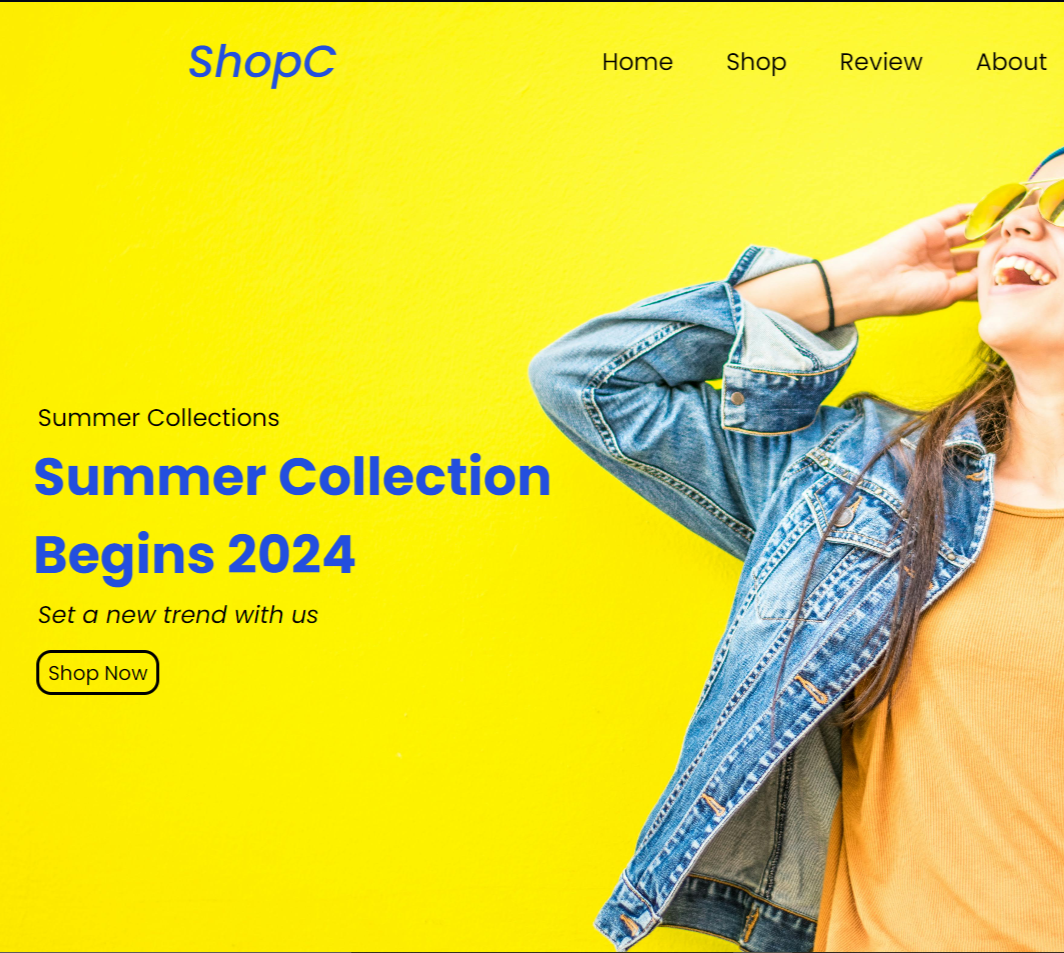 ShopC
Home Shop Review About
Summer Collections
Summer Collection
Begins 2024
Set a new trend with us
Shop Now